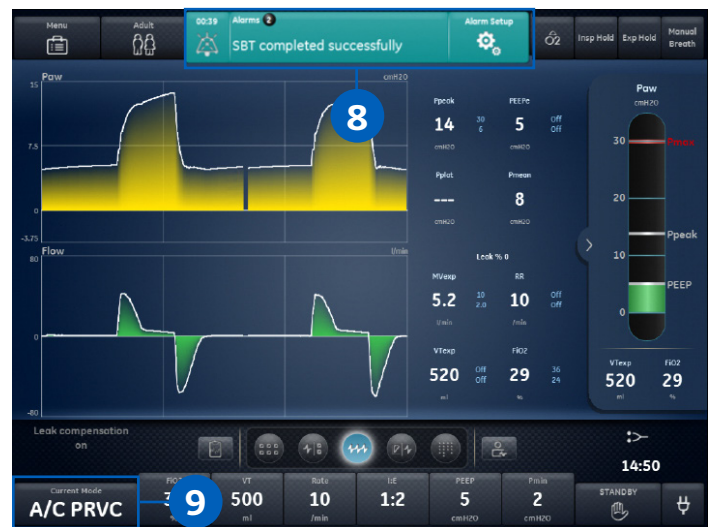 Menu
Adult
00:39
Alarms 2
SBT completed successfully
Alarm Setup
O2
Insp Hold
Exp Hold
Manual
Breath
8
Paw
cmH2O
15
7.5
0
-3.75
Flow
l/min
80
0
-80
Ppeak
14
30
6
cmH2O
PEEPe
5
Off
Off
cmH2O
Pplat
---
cmH2O
Pmean
8
cmH2O
Leak % 0
MVexp
5.2
10
2.0
l/min
RR
10
Off
Off
/min
VTexp
520
Off
Off
ml
FiO2
29
36
24
%
Paw
cmH2O
30
20
10
0
Pmax
Ppeak
PEEP
VTexp
520
ml
FiO2
29
%
Leak compensation
on
14:50
Current Mode
A/C PRVC
9
FiO2
%
VT
500
ml
Rate
10
/min
I:E
1:2
PEEP
5
cmH2O
Pmin
2
cmH2O
STANDBY